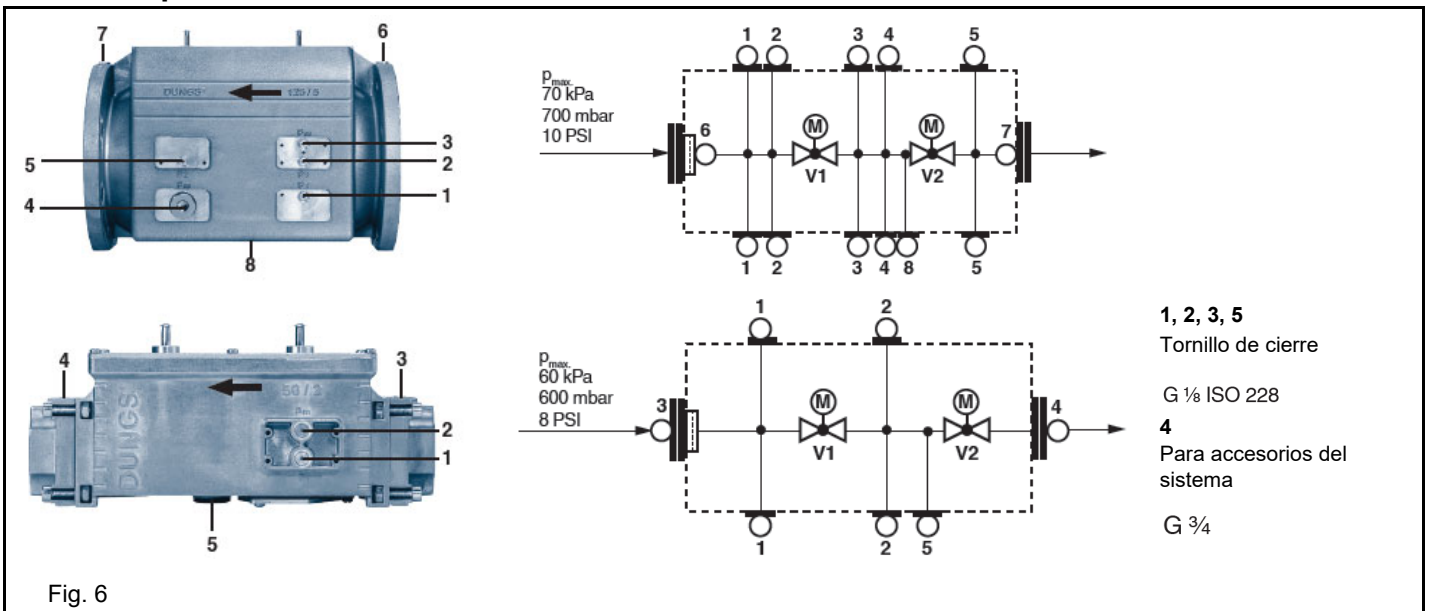 7
6
DUNGS
3
2
5
1
4
8
1 2 3 4 5
Pmax.
70 kPa
700 mbar
10 PSI
6
M
M
7
V1
V2
1 2 3 4 8 5
4
3
DUNGS
2
1
5
1 2
Pmax.
60 kPa
600 mbar
8 PSI
3
M
M
4
V1
V2
1 2 5
1, 2, 3, 5
Tornillo de cierre
G ⅛ ISO 228
4
Para accesorios del
sistema
G ¾
Fig. 6